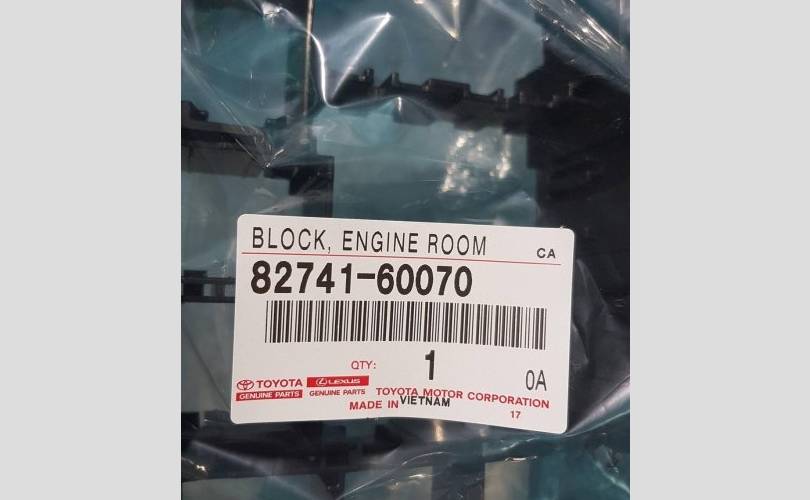 BLOCK, ENGINE ROOM CA
82741-60070
QTY: 1 0A
TOYOTA LEXUS
GENUINE PARTS GENUINE PARTS TOYOTA MOTOR CORPORATION
MADE IN VIETNAM 17